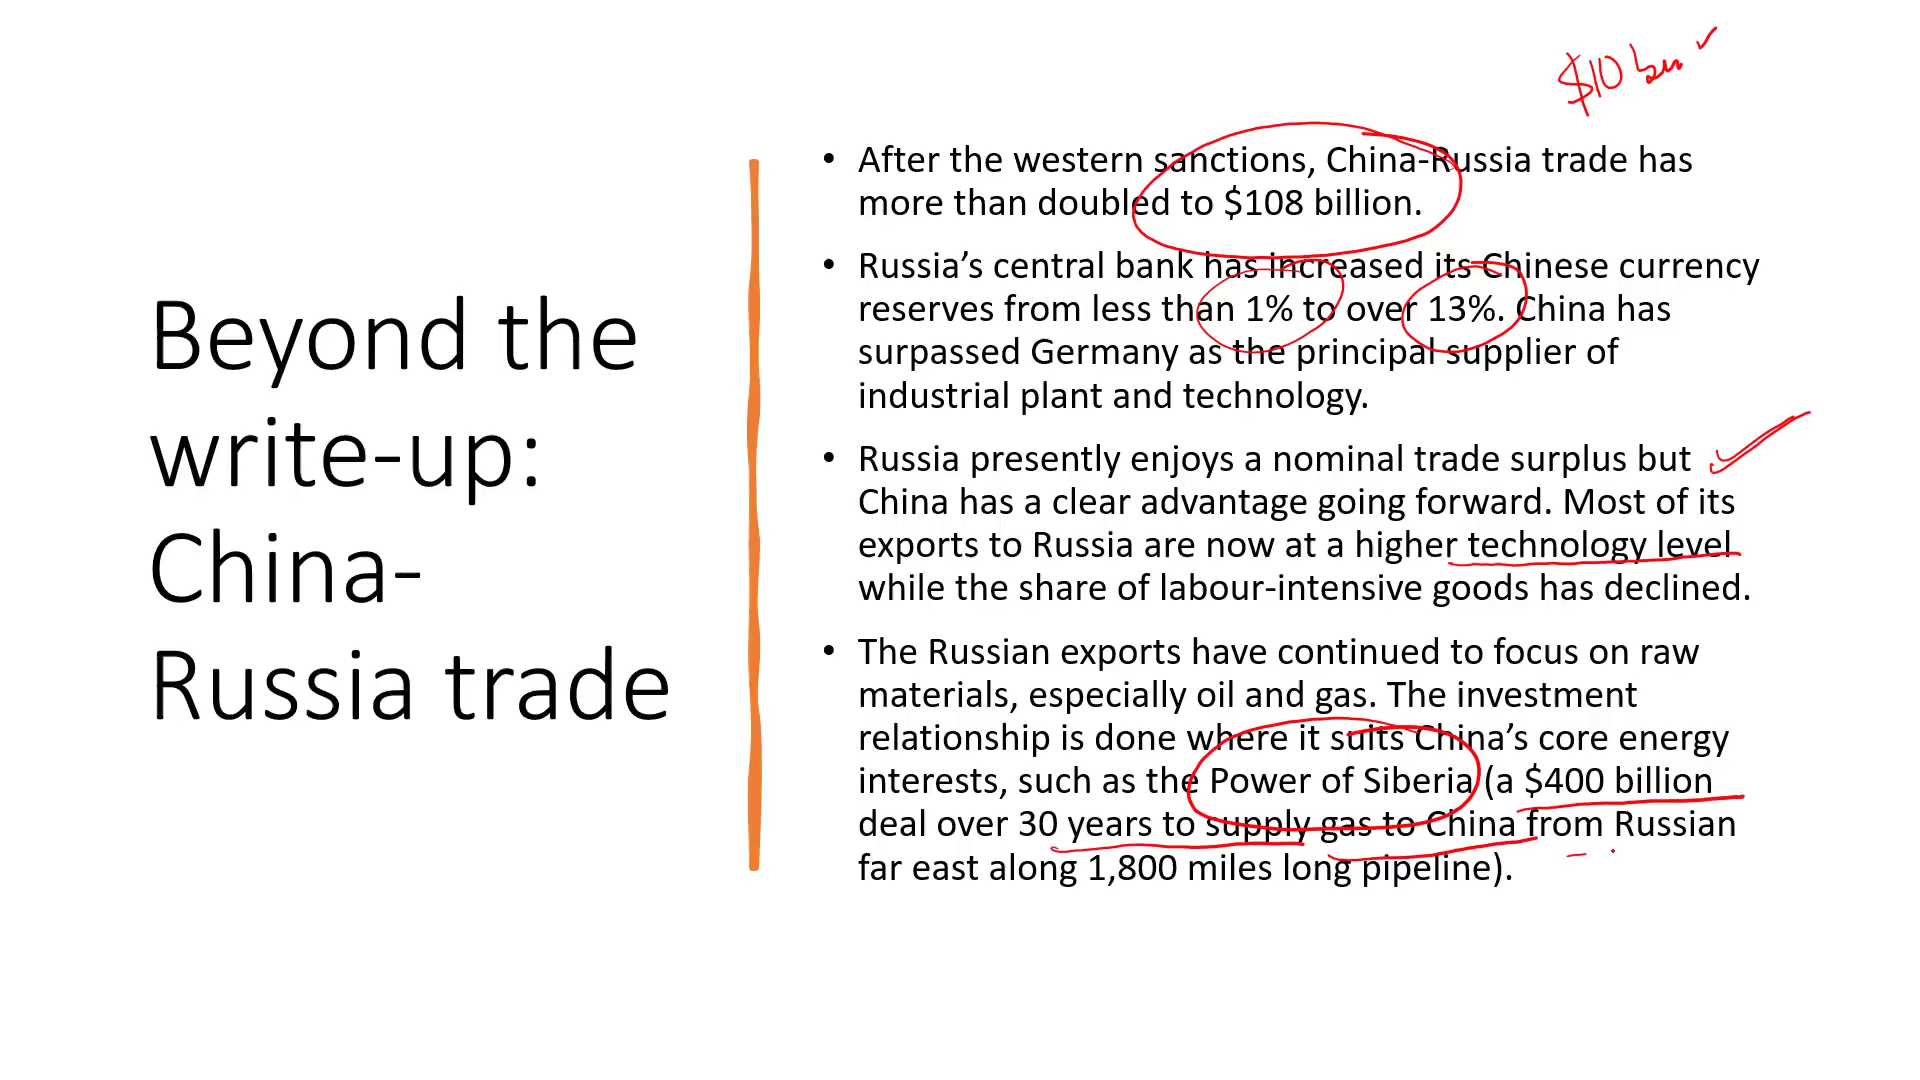 $10 bn
Beyond the
write-up:
China-
Russia trade
• After the western sanctions, China-Russia trade has
more than doubled to $108 billion.
• Russia’s central bank has increased its Chinese currency
reserves from less than 1% to over 13%. China has
surpassed Germany as the principal supplier of
industrial plant and technology.
• Russia presently enjoys a nominal trade surplus but
China has a clear advantage going forward. Most of its
exports to Russia are now at a higher technology level
while the share of labour-intensive goods has declined.
• The Russian exports have continued to focus on raw
materials, especially oil and gas. The investment
relationship is done where it suits China’s core energy
interests, such as the Power of Siberia (a $400 billion
deal over 30 years to supply gas to China from Russian
far east along 1,800 miles long pipeline).